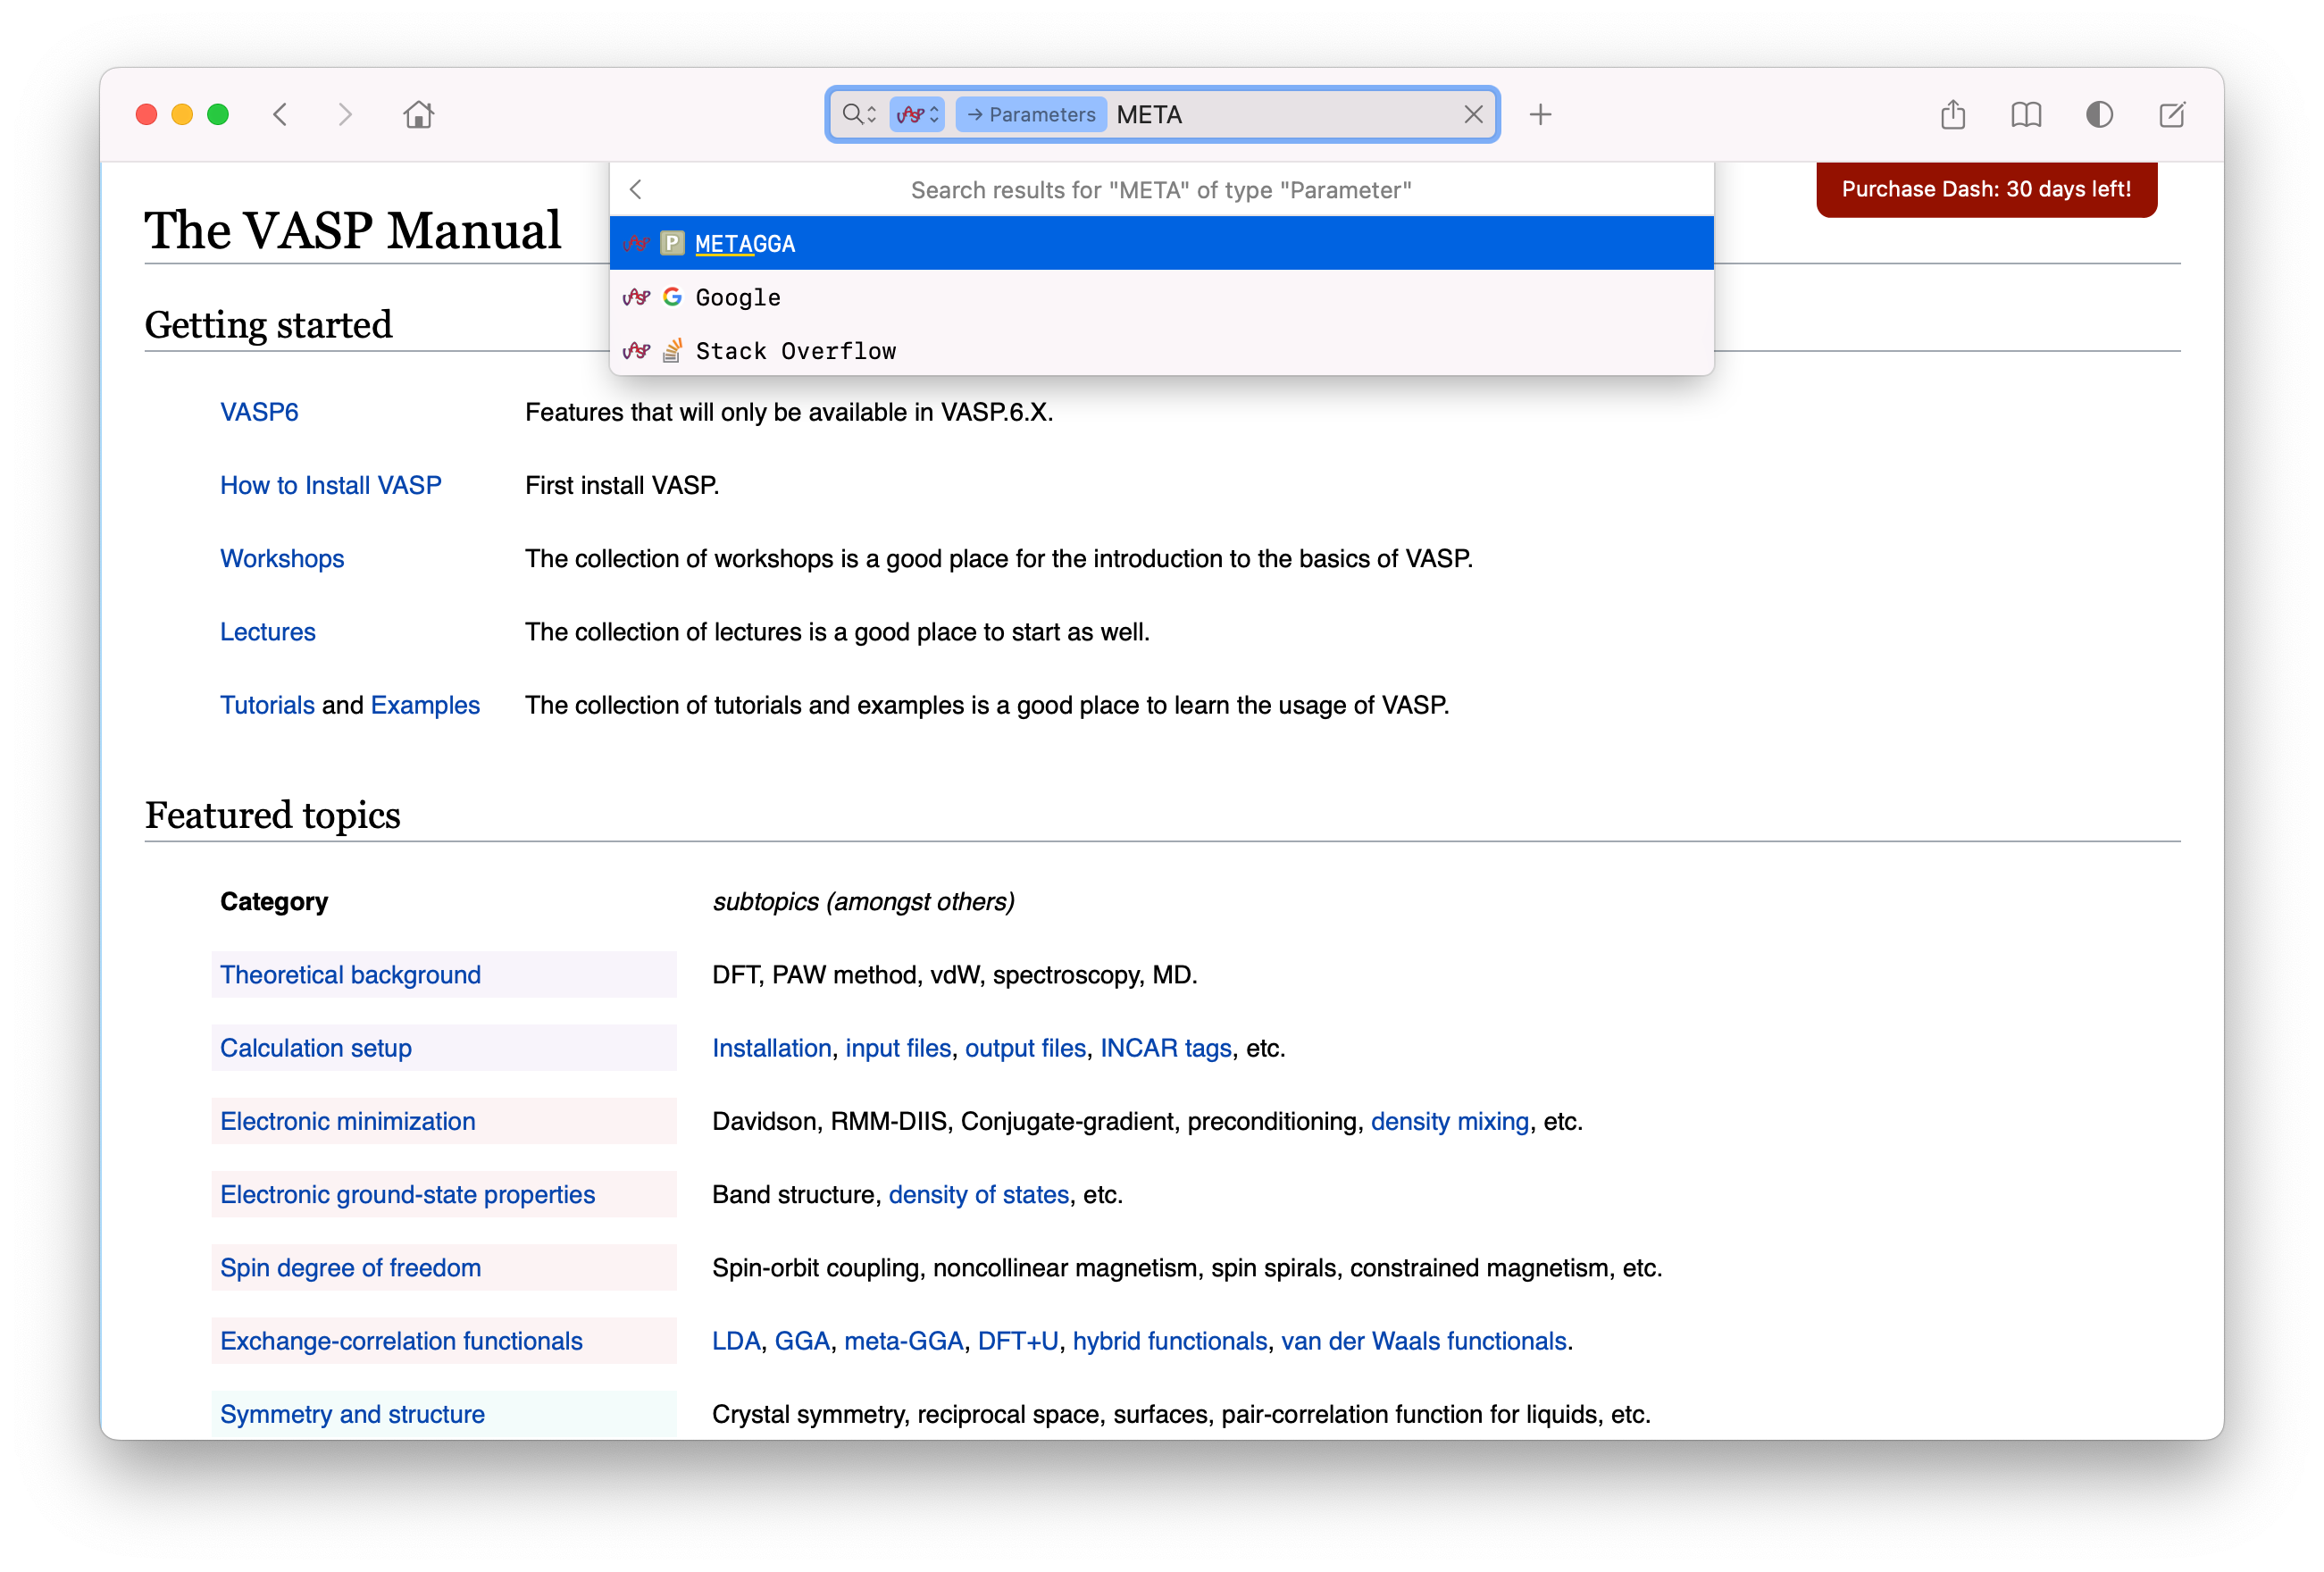 VASP → Parameters META
Search results for "META" of type "Parameter"
Purchase Dash: 30 days left!
The VASP Manual
VASP P METAGGA
VASP G Google
VASP Stack Overflow
Getting started
VASP6 Features that will only be available in VASP.6.X.
How to Install VASP First install VASP.
Workshops The collection of workshops is a good place for the introduction to the basics of VASP.
Lectures The collection of lectures is a good place to start as well.
Tutorials and Examples The collection of tutorials and examples is a good place to learn the usage of VASP.
Featured topics
Category subtopics (amongst others)
Theoretical background DFT, PAW method, vdW, spectroscopy, MD.
Calculation setup Installation, input files, output files, INCAR tags, etc.
Electronic minimization Davidson, RMM-DIIS, Conjugate-gradient, preconditioning, density mixing, etc.
Electronic ground-state properties Band structure, density of states, etc.
Spin degree of freedom Spin-orbit coupling, noncollinear magnetism, spin spirals, constrained magnetism, etc.
Exchange-correlation functionals LDA, GGA, meta-GGA, DFT+U, hybrid functionals, van der Waals functionals.
Symmetry and structure Crystal symmetry, reciprocal space, surfaces, pair-correlation function for liquids, etc.